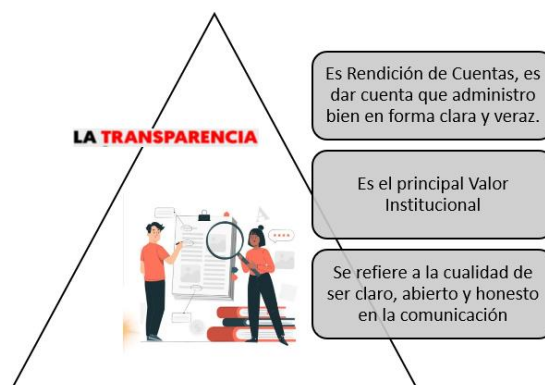 LA TRANSPARENCIA
Es Rendición de Cuentas, es
dar cuenta que administro
bien en forma clara y veraz.
Es el principal Valor
Institucional
Se refiere a la cualidad de
ser claro, abierto y honesto
en la comunicación